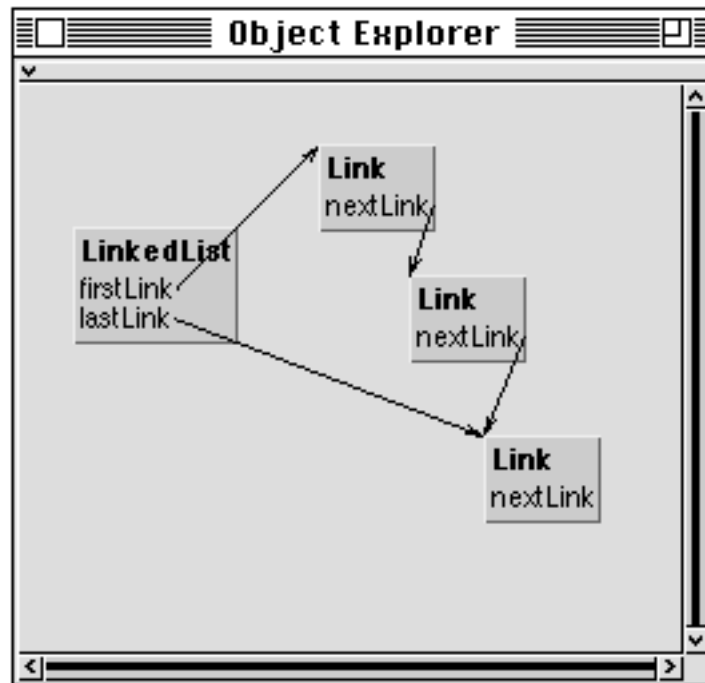 Object Explorer
Link
nextLink
LinkedList
firstLink
lastLink
Link
nextLink
Link
nextLink